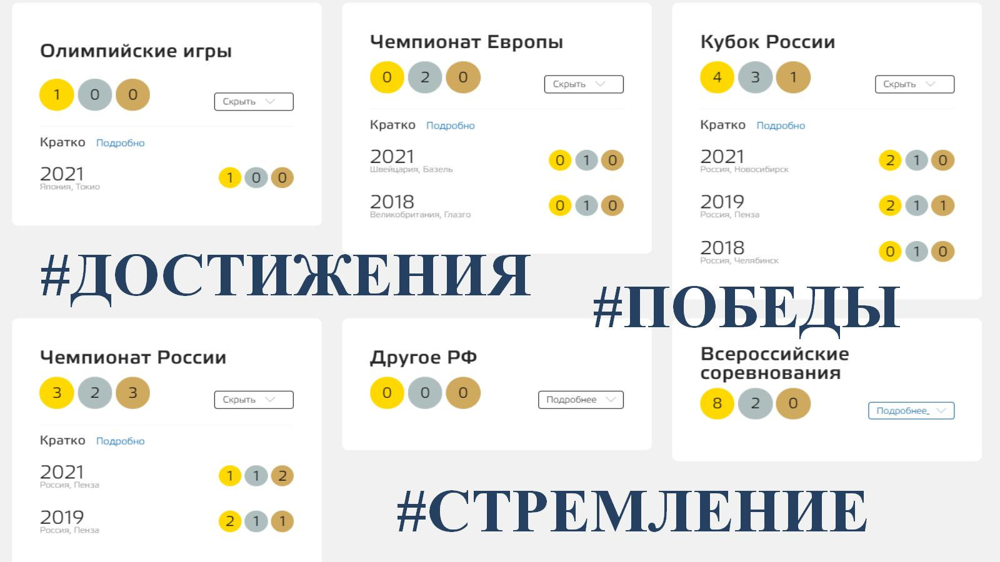 Олимпийские игры
1 0 0
Скрыть
Кратко Подробно
2021
Япония, Токио
1 0 0
Чемпионат Европы
0 2 0
Скрыть
Кратко Подробно
2021
Швейцария, Базель
0 1 0
2018
Великобритания, Глазго
0 1 0
Кубок России
4 3 1
Скрыть
Кратко Подробно
2021
Россия, Новосибирск
2 1 0
2019
Россия, Пенза
2 1 1
2018
Россия, Челябинск
0 1 0
#ДОСТИЖЕНИЯ
#ПОБЕДЫ
Чемпионат России
3 2 3
Скрыть
Кратко Подробно
2021
Россия, Пенза
1 1 2
2019
Россия, Пенза
2 1 1
Другое РФ
0 0 0
Подробнее
Всероссийские
соревнования
8 2 0
Подробнее_
#СТРЕМЛЕНИЕ